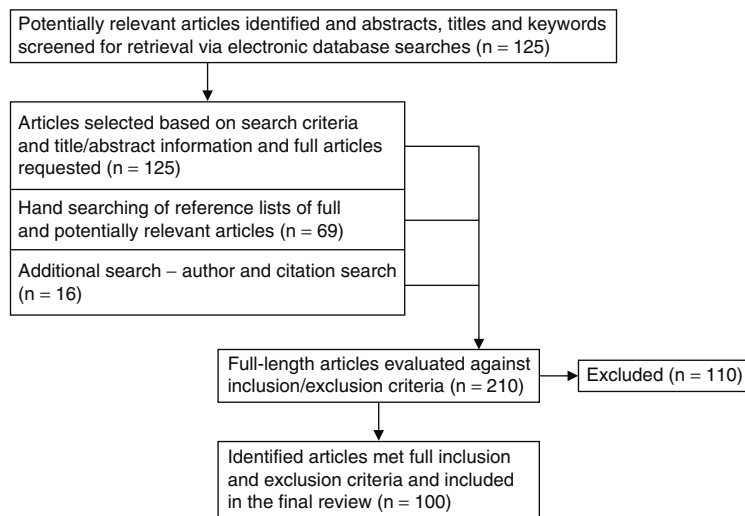 Potentially relevant articles identified and abstracts, titles and keywords
screened for retrieval via electronic database searches (n = 125)
Articles selected based on search criteria
and title/abstract information and full articles
requested (n = 125)
Hand searching of reference lists of full
and potentially relevant articles (n = 69)
Additional search – author and citation search
(n = 16)
Full-length articles evaluated against
inclusion/exclusion criteria (n = 210)
Excluded (n = 110)
Identified articles met full inclusion
and exclusion criteria and included
in the final review (n = 100)